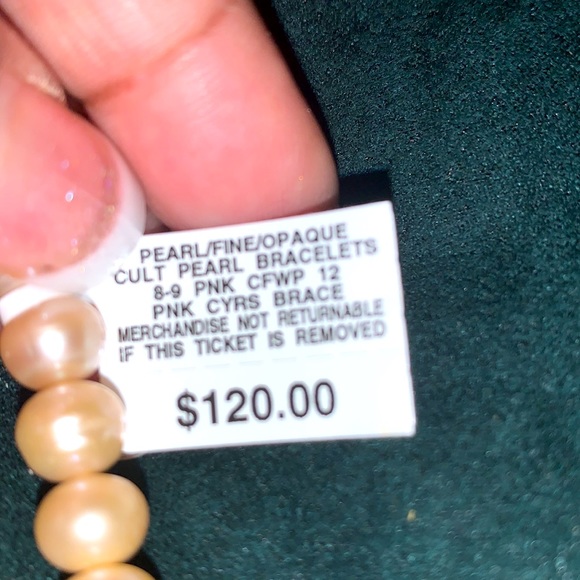 PEARL/FINE/OPAQUE
CULT PEARL BRACELETS
8-9 PNK CFWP 12
PNK CYRS BRACE
MERCHANDISE NOT RETURNABLE
IF THIS TICKET IS REMOVED
$120.00